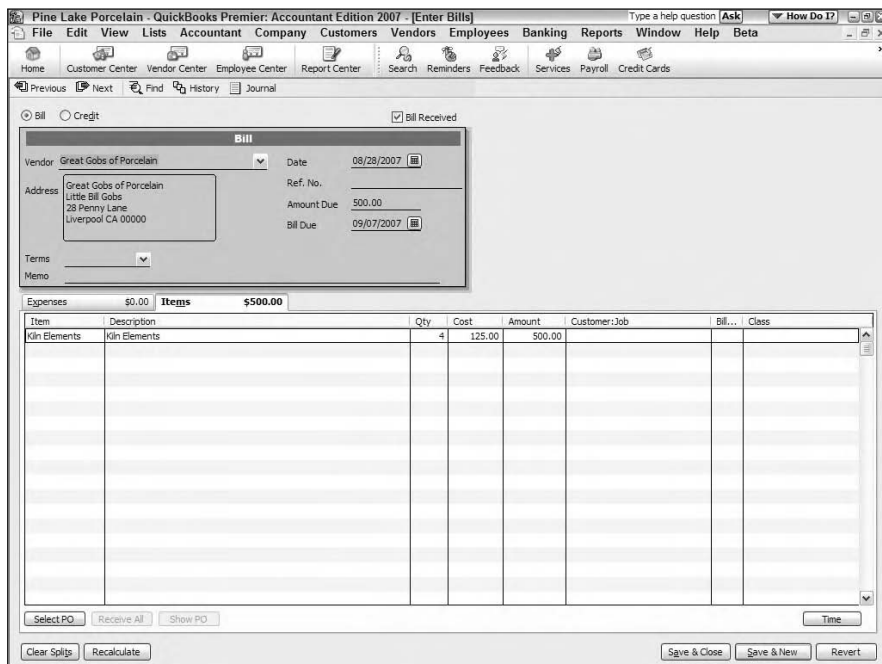 Pine Lake Porcelain - QuickBooks Premier: Accountant Edition 2007 - [Enter Bills] Type a help question Ask How Do I?
File Edit View Lists Accountant Company Customers Vendors Employees Banking Reports Window Help Beta
Home Customer Center Vendor Center Employee Center Report Center Search Reminders Feedback Services Payroll Credit Cards
Previous Next Find History Journal
Bill Credit Bill Received
Bill
Vendor Great Gobs of Porcelain Date 08/28/2007
Ref. No.
Address Great Gobs of Porcelain
Little Bill Gobs
28 Penny Lane
Liverpool CA 00000
Amount Due 500.00
Bill Due 09/07/2007
Terms
Memo
Expenses $0.00 Items $500.00
Item Description Qty Cost Amount Customer:Job Bill... Class
Kiln Elements Kiln Elements 4 125.00 500.00
Select PO Receive All Show PO Time
Clear Splits Recalculate Save & Close Save & New Revert